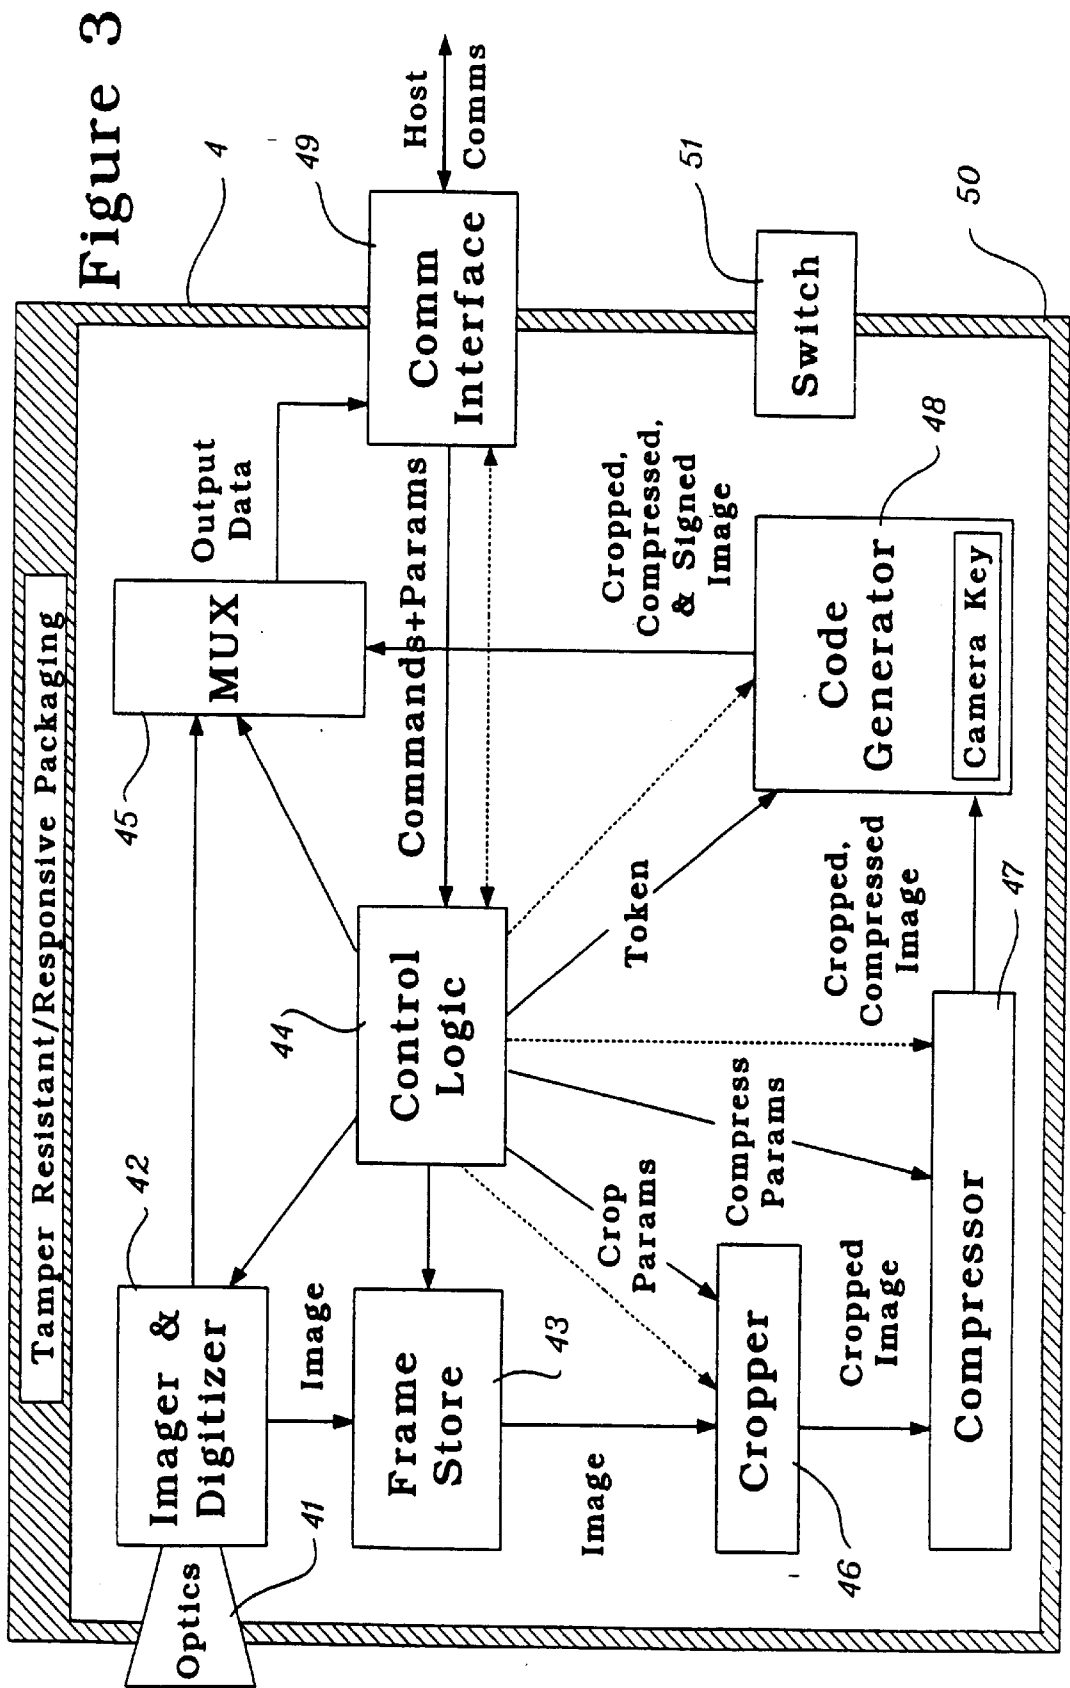 Figure 3
Tamper Resistant/Responsive Packaging
4
Optics
41
Imager &
Digitizer
42
Image
Frame
Store
43
Image
Control
Logic
44
MUX
45
Output
Data
Comm
Interface
49
Host
Comms
Commands+Params
Crop
Params
Cropper
46
Cropped
Image
Compress
Params
Compressor
47
Cropped,
Compressed
Image
Token
Code
Generator
48
Camera Key
Cropped,
Compressed,
& Signed
Image
Switch
51
50